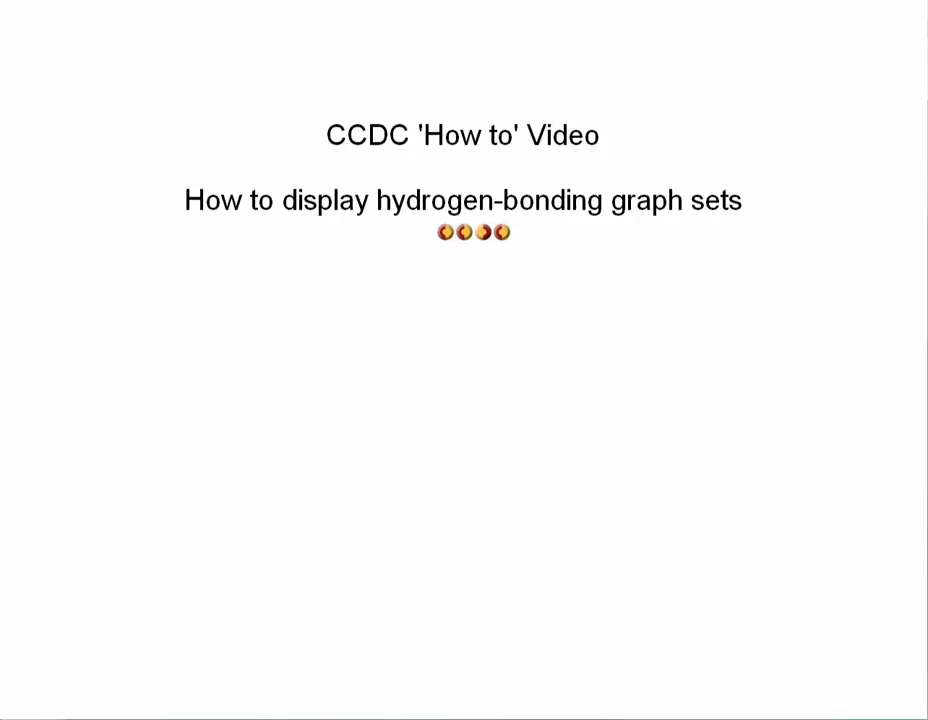 CCDC 'How to' Video
How to display hydrogen-bonding graph sets